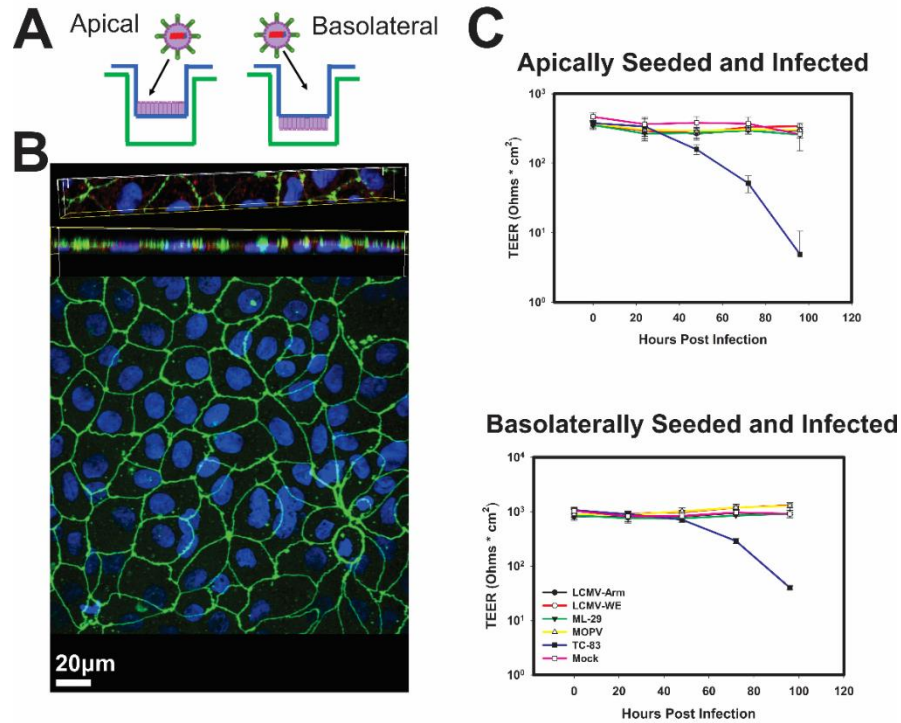 A
Apical
Basolateral
B
20µm
C
Apically Seeded and Infected
10³
10²
10¹
10⁰
TEER (Ohms * cm²)
0 20 40 60 80 100 120
Hours Post Infection
Basolaterally Seeded and Infected
10⁴
10³
10²
10¹
10⁰
TEER (Ohms * cm²)
LCMV-Arm
LCMV-WE
ML-29
MOPV
TC-83
Mock
0 20 40 60 80 100 120
Hours Post Infection